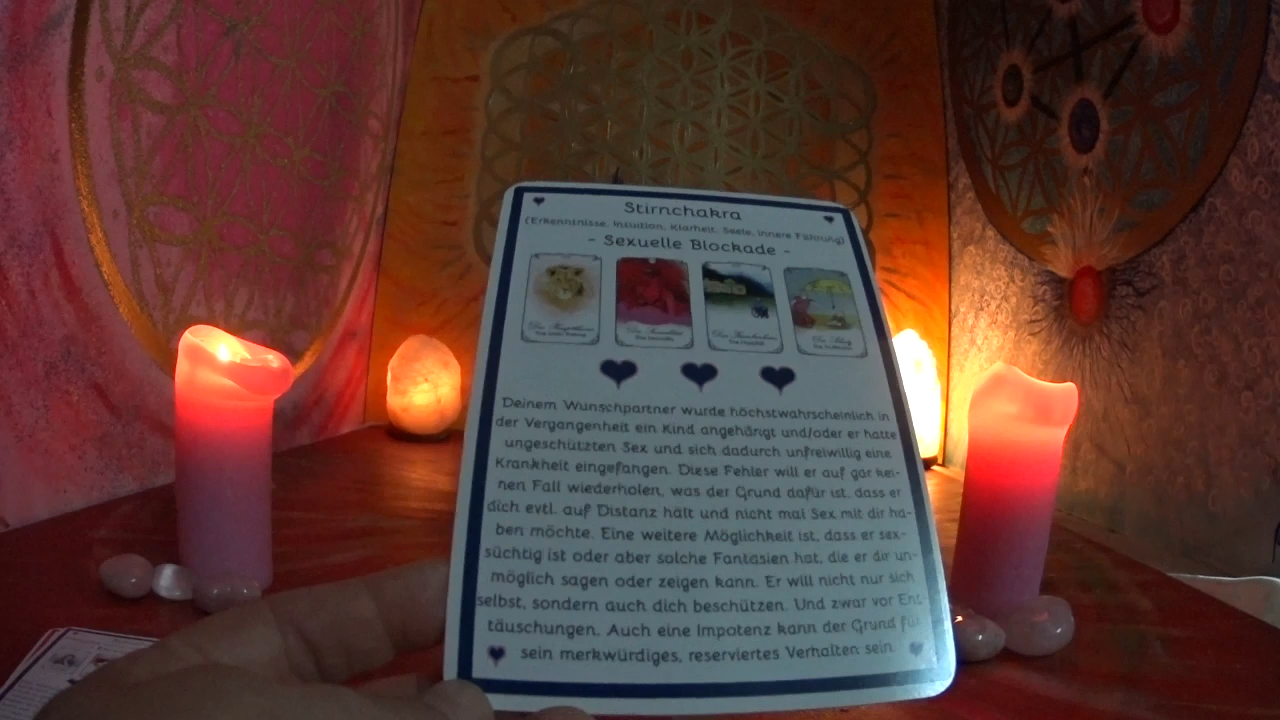 Stirnchakra
(Erkenntnisse, Intuition, Klarheit, Seele, innere Führung)
- Sexuelle Blockade -
Deinem Wunschpartner wurde höchstwahrscheinlich in
der Vergangenheit ein Kind angehängt und/oder er hatte
ungeschützten Sex und sich dadurch unfreiwillig eine
Krankheit eingefangen. Diese Fehler will er auf gar kei-
nen Fall wiederholen, was der Grund dafür ist, dass er
dich evtl. auf Distanz hält und nicht mal Sex mit dir ha-
ben möchte. Eine weitere Möglichkeit ist, dass er sex-
süchtig ist oder aber solche Fantasien hat, die er dir un-
möglich sagen oder zeigen kann. Er will nicht nur sich
selbst, sondern auch dich beschützen. Und zwar vor Ent-
täuschungen. Auch eine Impotenz kann der Grund für
sein merkwürdiges, reserviertes Verhalten sein.